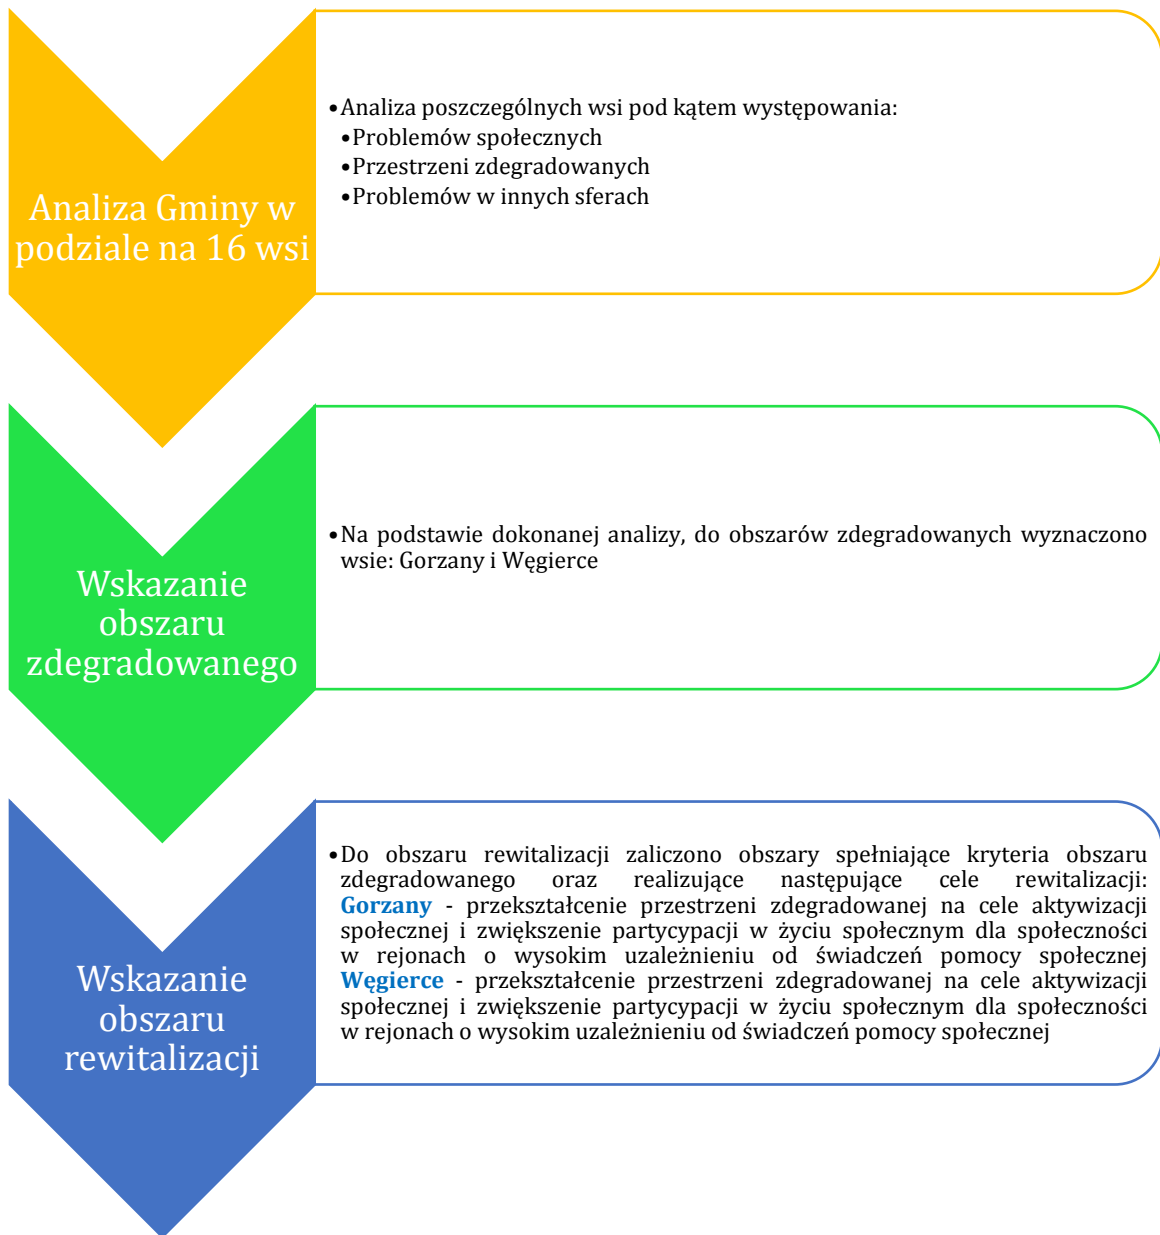 Analiza Gminy w
podziale na 16 wsi
•Analiza poszczególnych wsi pod kątem występowania:
•Problemów społecznych
•Przestrzeni zdegradowanych
•Problemów w innych sferach
Wskazanie
obszaru
zdegradowanego
•Na podstawie dokonanej analizy, do obszarów zdegradowanych wyznaczono
wsie: Gorzany i Węgierce
Wskazanie
obszaru
rewitalizacji
•Do obszaru rewitalizacji zaliczono obszary spełniające kryteria obszaru
zdegradowanego oraz realizujące następujące cele rewitalizacji:
Gorzany - przekształcenie przestrzeni zdegradowanej na cele aktywizacji
społecznej i zwiększenie partycypacji w życiu społecznym dla społeczności
w rejonach o wysokim uzależnieniu od świadczeń pomocy społecznej
Węgierce - przekształcenie przestrzeni zdegradowanej na cele aktywizacji
społecznej i zwiększenie partycypacji w życiu społecznym dla społeczności
w rejonach o wysokim uzależnieniu od świadczeń pomocy społecznej